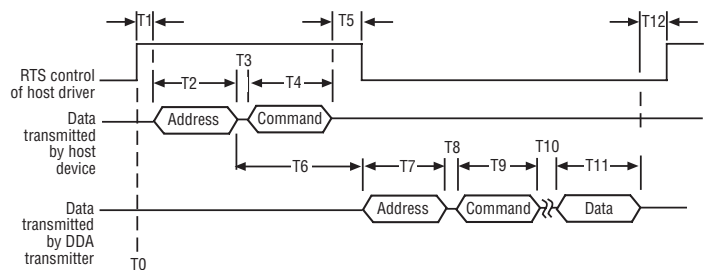 T1 T5 T12
T3
RTS control
of host driver
T2 T4
Data
transmitted
by host
device
Address Command
T8 T10
T6 T7 T9 T11
Data
transmitted
by DDA
transmitter
Address Command Data
T0